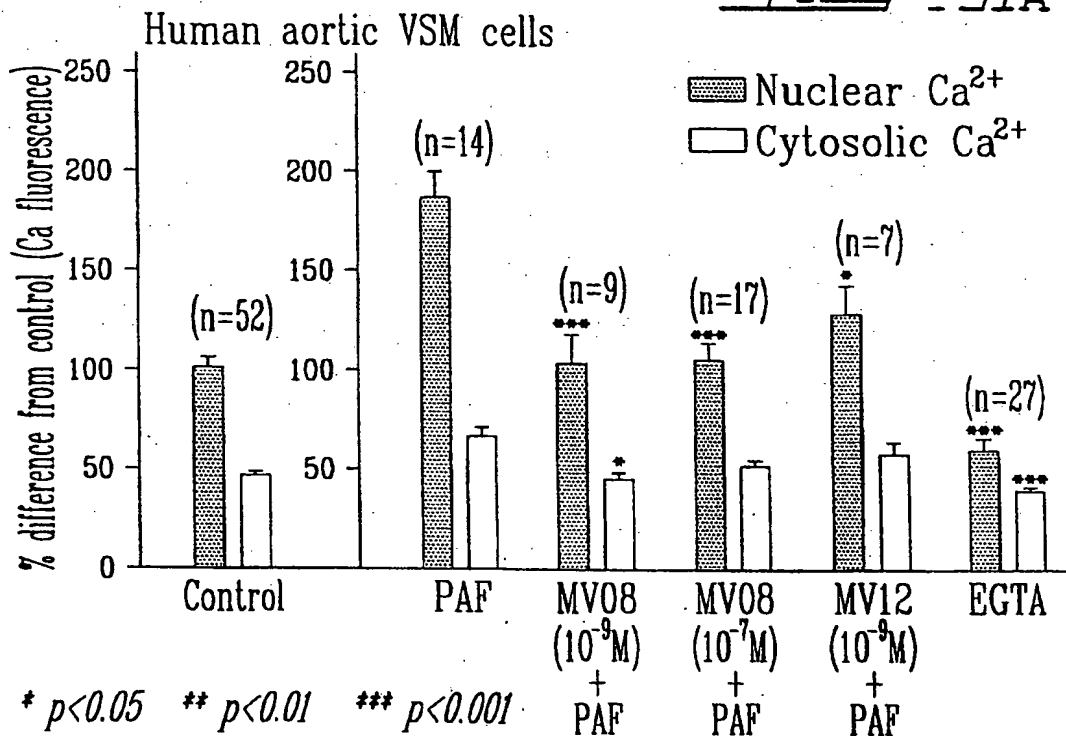 Human aortic VSM cells
% difference from control (Ca fluorescence)
250
200
150
100
50
0
250
200
150
100
50
0
Nuclear Ca²⁺
Cytosolic Ca²⁺
(n=52)
(n=14)
(n=9)
***
*
(n=17)
***
(n=7)
*
(n=27)
***
***
Control
PAF
MV08
(10⁻⁹M)
+
PAF
MV08
(10⁻⁷M)
+
PAF
MV12
(10⁻⁹M)
+
PAF
EGTA
* p<0.05 ** p<0.01 *** p<0.001